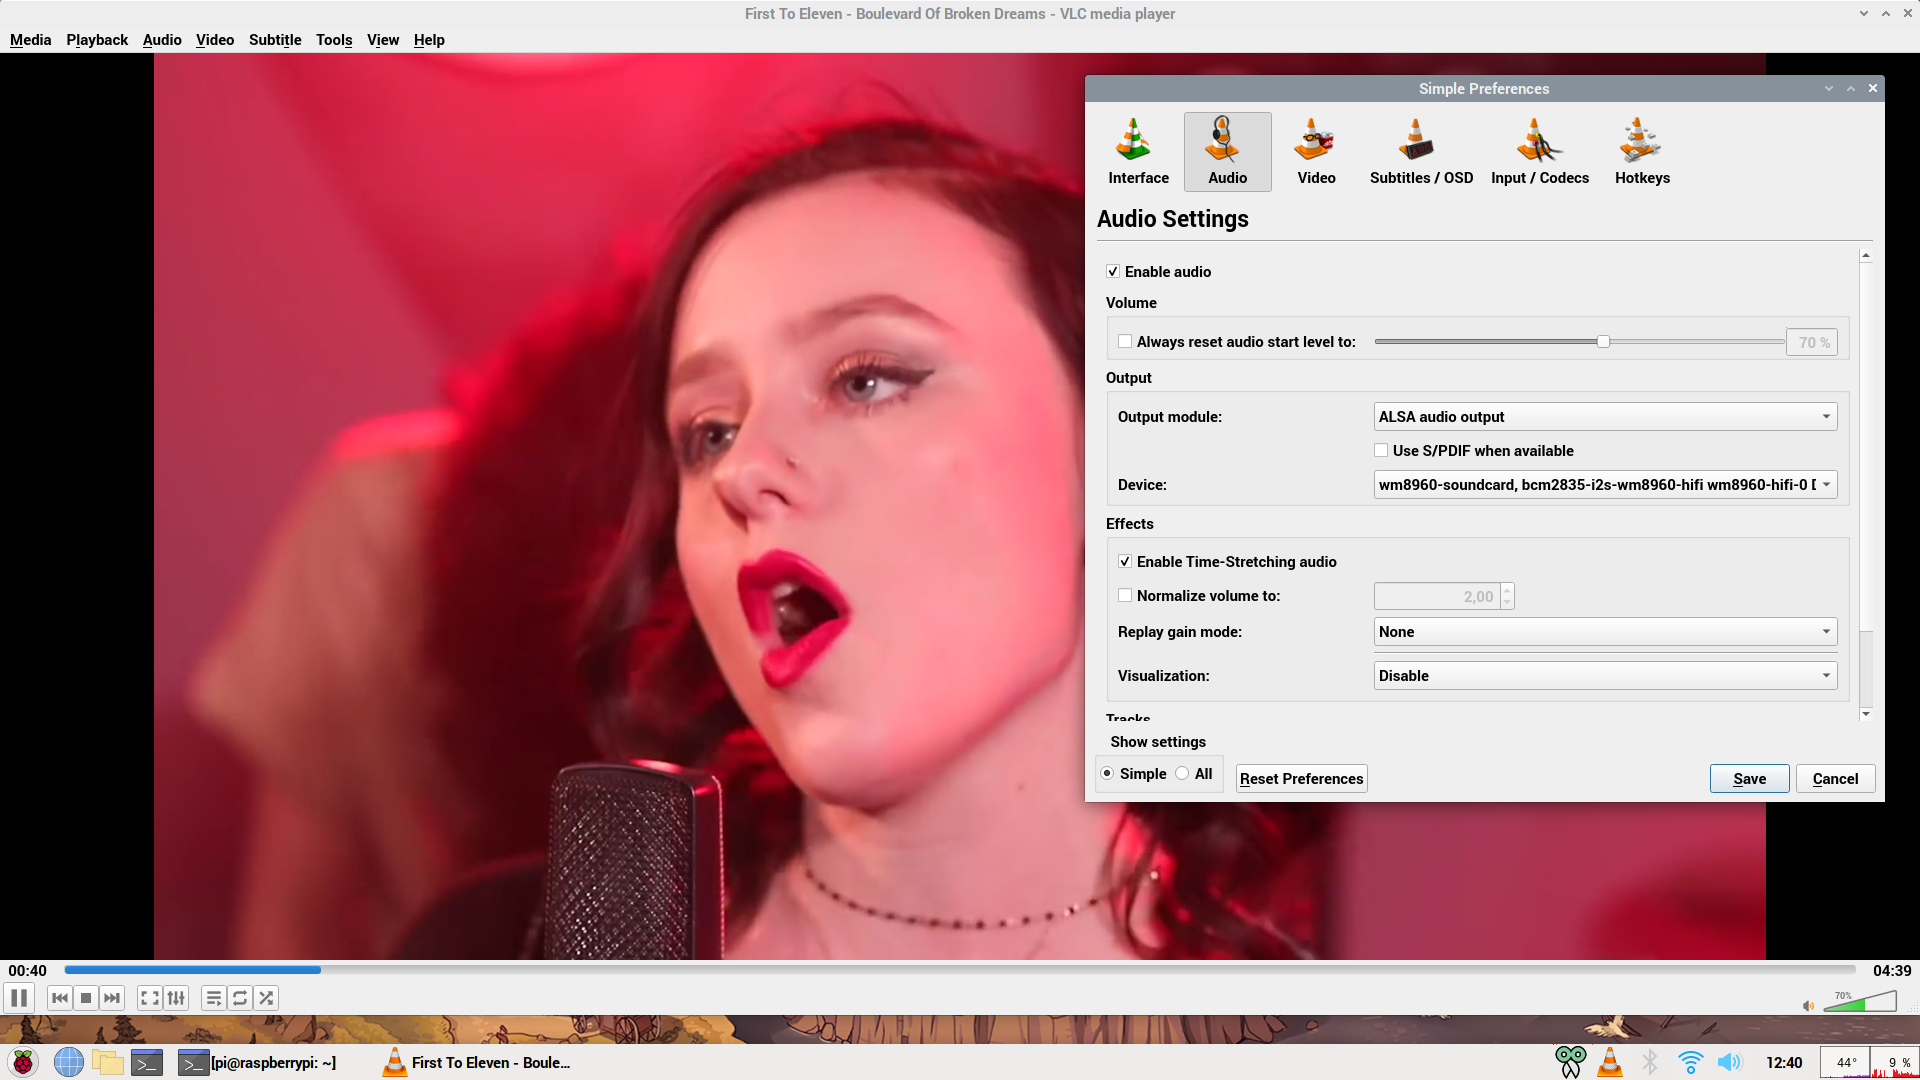 First To Eleven - Boulevard Of Broken Dreams - VLC media player
Media Playback Audio Video Subtitle Tools View Help
Simple Preferences
Interface Audio Video Subtitles / OSD Input / Codecs Hotkeys
Audio Settings
Enable audio
Volume
Always reset audio start level to: 70 %
Output
Output module: ALSA audio output
Use S/PDIF when available
Device: wm8960-soundcard, bcm2835-i2s-wm8960-hifi wm8960-hifi-0
Effects
Enable Time-Stretching audio
Normalize volume to: 2,00
Replay gain mode: None
Visualization: Disable
Tracks
Show settings
Simple All Reset Preferences Save Cancel
00:40 04:39
70%
[pi@raspberrypi: ~] First To Eleven - Boule... 12:40 44° 9 %